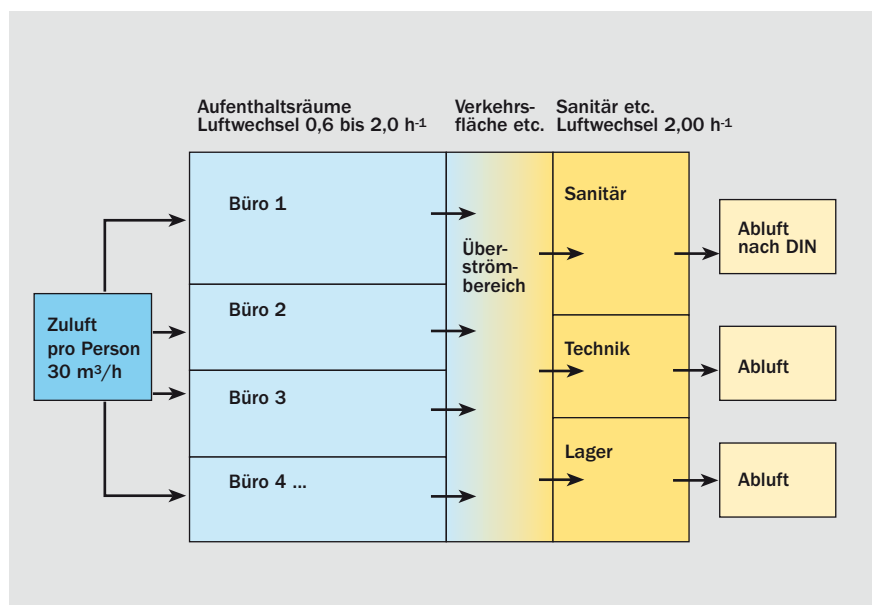 Aufenthaltsräume
Luftwechsel 0,6 bis 2,0 h-1
Verkehrs-
fläche etc.
Sanitär etc.
Luftwechsel 2,00 h-1
Zuluft
pro Person
30 m³/h
Büro 1
Büro 2
Büro 3
Büro 4 ...
Über-
ström-
bereich
Sanitär
Technik
Lager
Abluft
nach DIN
Abluft
Abluft